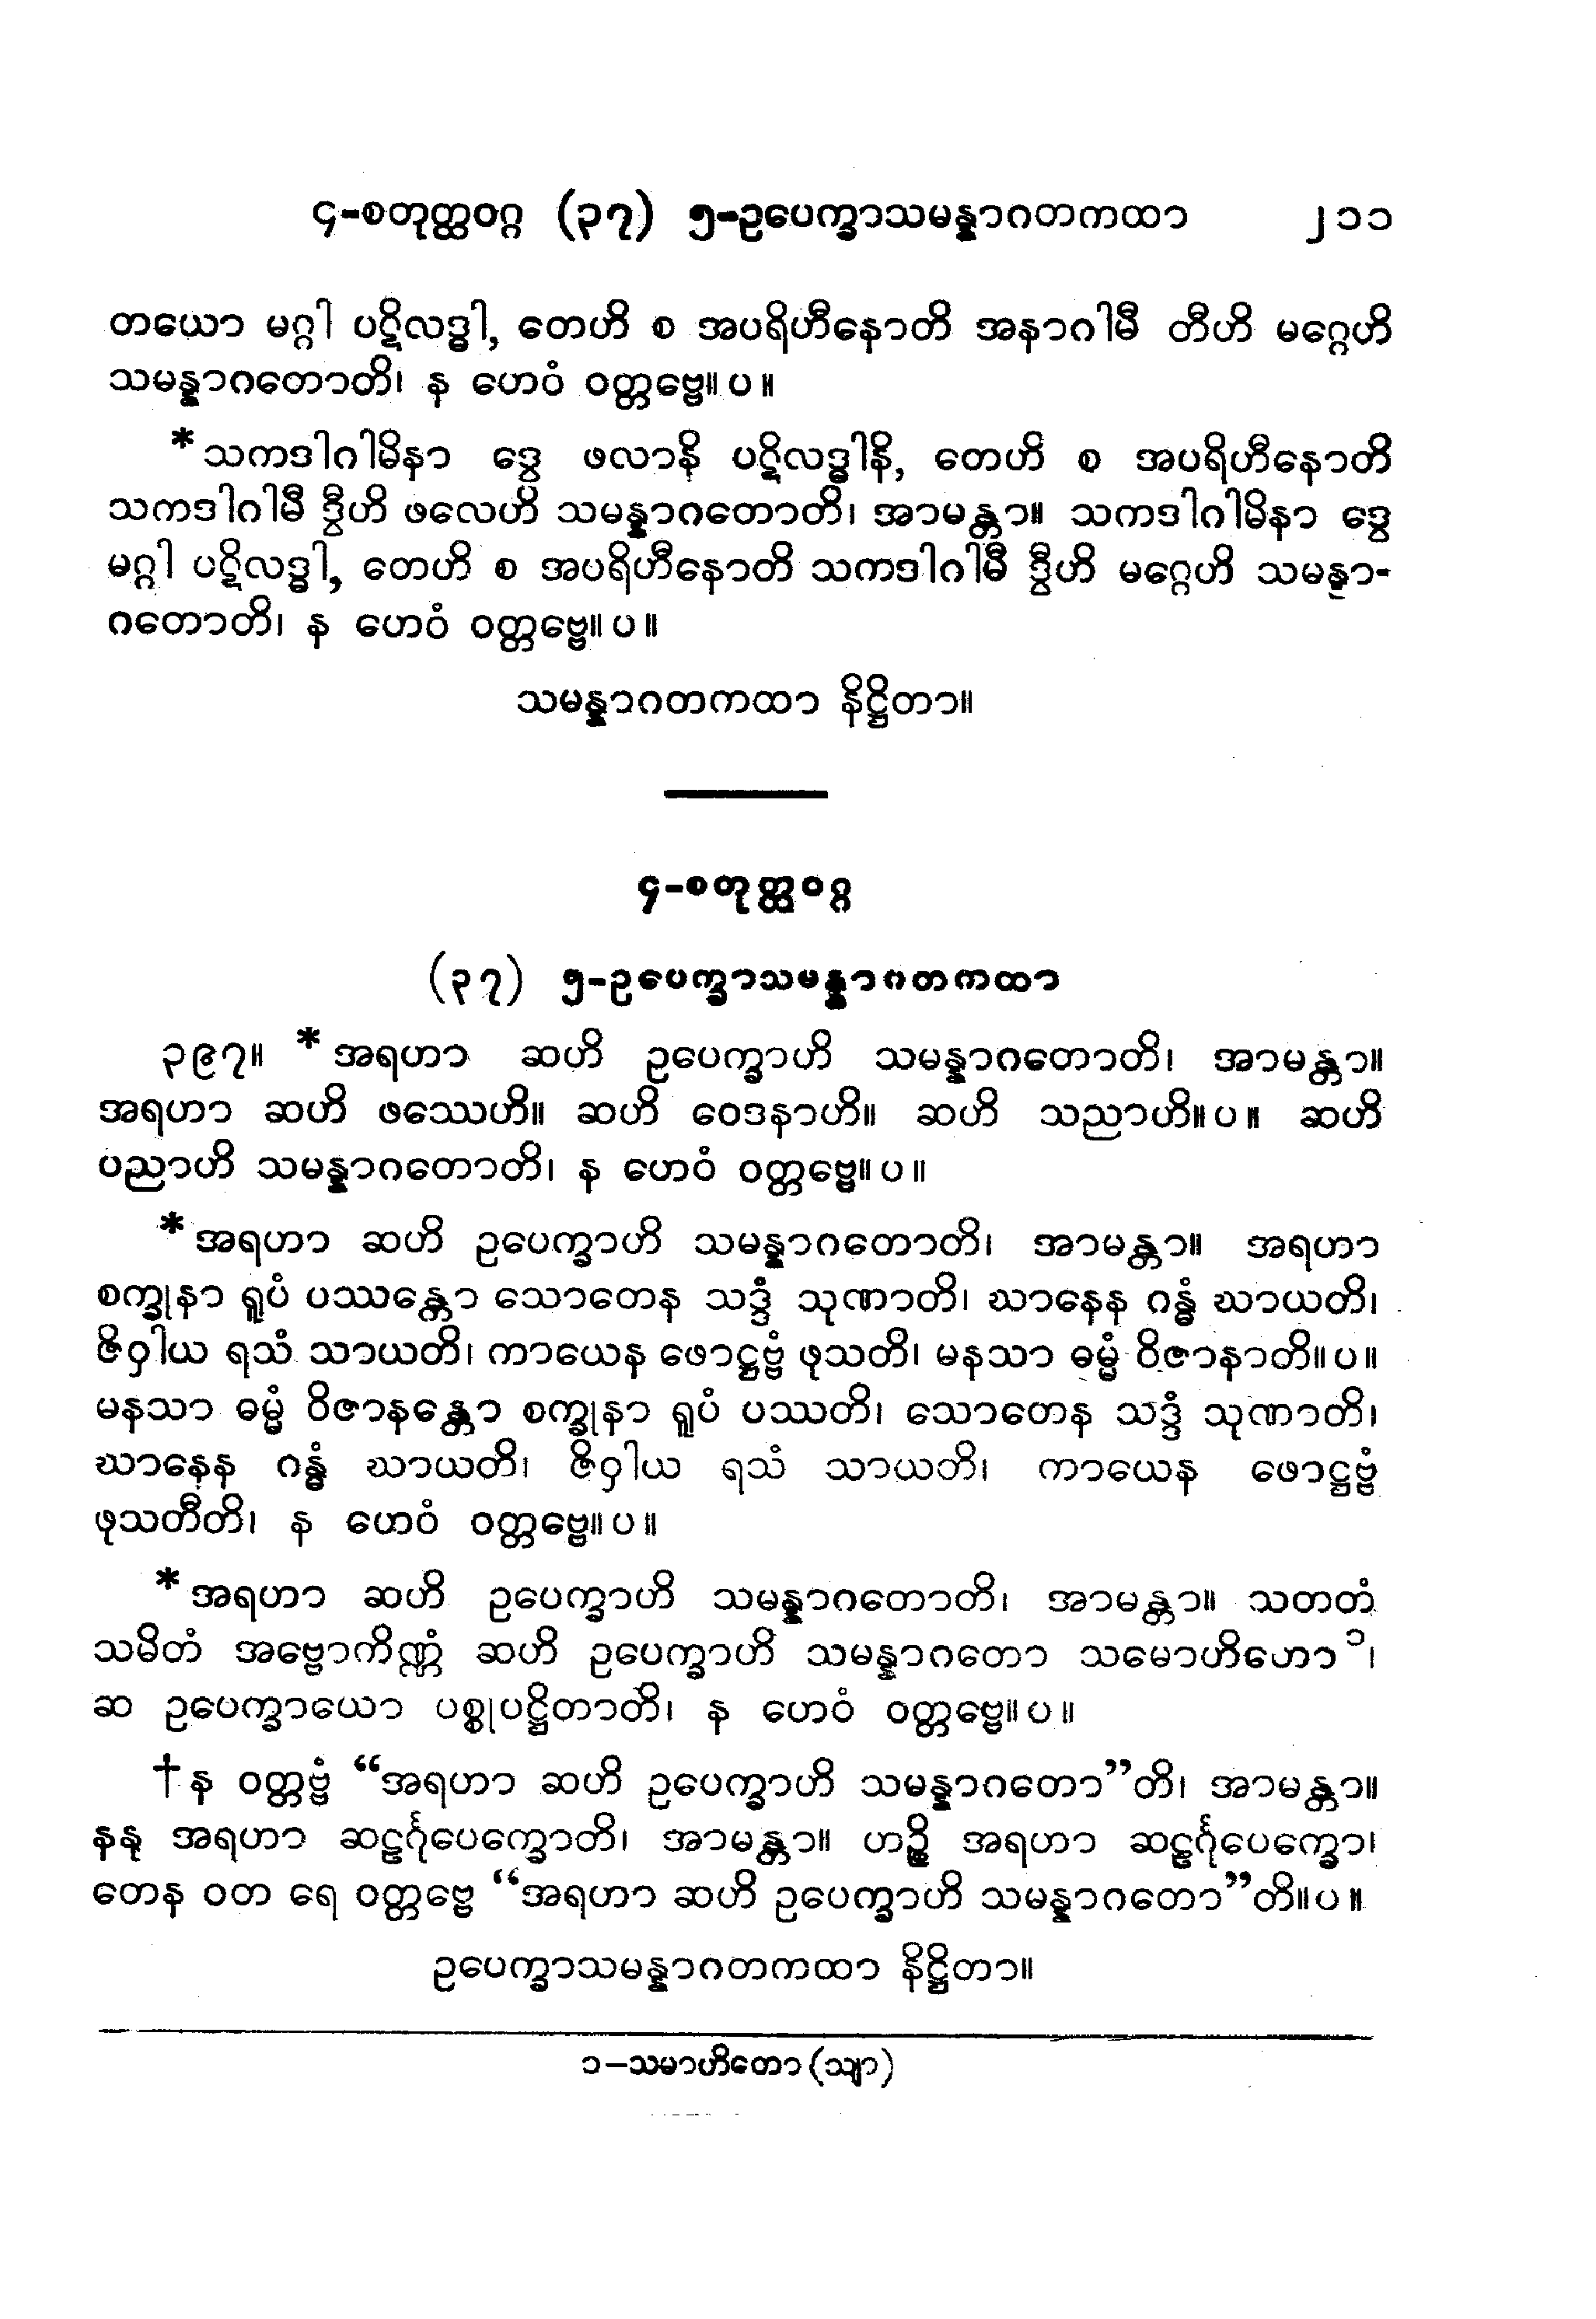 ၄-စတုတ္ထဝဂ္ဂ (၃၇) ၅-ဥပေက္ခာသမန္နာဂတကထာ ၂၁၁
တယော မဂ္ဂါ ပဋိလဒ္ဓါ, တေဟိ စ အပရိဟီနောတိ အနာဂါမီ တီဟိ မဂ္ဂေဟိ
သမန္နာဂတောတိ၊ န ဟေဝံ ဝတ္တဗ္ဗေ။ ပ ။
*သကဒါဂါမိနာ ဒွေ ဖလာနိ ပဋိလဒ္ဓါနိ, တေဟိ စ အပရိဟီနောတိ
သကဒါဂါမီ ဒွီဟိ ဖလေဟိ သမန္နာဂတောတိ၊ အာမန္တာ။ သကဒါဂါမိနာ ဒွေ
မဂ္ဂါ ပဋိလဒ္ဓါ, တေဟိ စ အပရိဟီနောတိ သကဒါဂါမီ ဒွီဟိ မဂ္ဂေဟိ သမန္နာ-
ဂတောတိ၊ န ဟေဝံ ဝတ္တဗ္ဗေ။ ပ ။
သမန္နာဂတကထာ နိဋ္ဌိတာ။
၄-စတုတ္ထဝဂ္ဂ
(၃၇) ၅-ဥပေက္ခာသမန္နာဂတကထာ
၃၉၇။ *အရဟာ ဆဟိ ဥပေက္ခာဟိ သမန္နာဂတောတိ၊ အာမန္တာ။
အရဟာ ဆဟိ ဖဿေဟိ။ ဆဟိ ဝေဒနာဟိ။ ဆဟိ သညာဟိ။ ပ ။ ဆဟိ
ပညာဟိ သမန္နာဂတောတိ၊ န ဟေဝံ ဝတ္တဗ္ဗေ။ ပ ။
*အရဟာ ဆဟိ ဥပေက္ခာဟိ သမန္နာဂတောတိ၊ အာမန္တာ။ အရဟာ
စက္ခုနာ ရူပံ ပဿန္တော သောတေန သဒ္ဒံ သုဏာတိ၊ ဃာနေန ဂန္ဓံ ဃာယတိ၊
ဇိဝှါယ ရသံ သာယတိ၊ ကာယေန ဖောဋ္ဌဗ္ဗံ ဖုသတိ၊ မနသာ ဓမ္မံ ဝိဇာနာတိ။ ပ ။
မနသာ ဓမ္မံ ဝိဇာနန္တော စက္ခုနာ ရူပံ ပဿတိ၊ သောတေန သဒ္ဒံ သုဏာတိ၊
ဃာနေန ဂန္ဓံ ဃာယတိ၊ ဇိဝှါယ ရသံ သာယတိ၊ ကာယေန ဖောဋ္ဌဗ္ဗံ
ဖုသတီတိ၊ န ဟေဝံ ဝတ္တဗ္ဗေ။ ပ ။
*အရဟာ ဆဟိ ဥပေက္ခာဟိ သမန္နာဂတောတိ၊ အာမန္တာ။ သတတံ
သမိတံ အဗ္ဗောကိဏ္ဏံ ဆဟိ ဥပေက္ခာဟိ သမန္နာဂတော သမောဟိဟော ၁၊
ဆ ဥပေက္ခာယော ပစ္စုပဋ္ဌိတာတိ၊ န ဟေဝံ ဝတ္တဗ္ဗေ။ ပ ။
†န ဝတ္တဗ္ဗံ “အရဟာ ဆဟိ ဥပေက္ခာဟိ သမန္နာဂတော”တိ၊ အာမန္တာ။
နနု အရဟာ ဆဠင်္ဂုပေက္ခောတိ၊ အာမန္တာ။ ဟဉ္စိ အရဟာ ဆဠင်္ဂုပေက္ခော၊
တေန ဝတ ရေ ဝတ္တဗ္ဗေ “အရဟာ ဆဟိ ဥပေက္ခာဟိ သမန္နာဂတော”တိ။ ပ ။
ဥပေက္ခာသမန္နာဂတကထာ နိဋ္ဌိတာ။
၁–သမာဟိတော (သျာ)